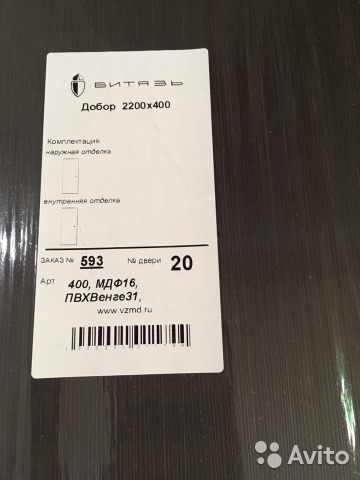 ВИТЯЗЬ
Добор 2200х400
Комплектация
наружная отделка
внутренняя отделка
ЗАКАЗ № 593 № двери 20
Арт 400, МДФ16,
ПВХВенге31,
www.vzmd.ru
Avito